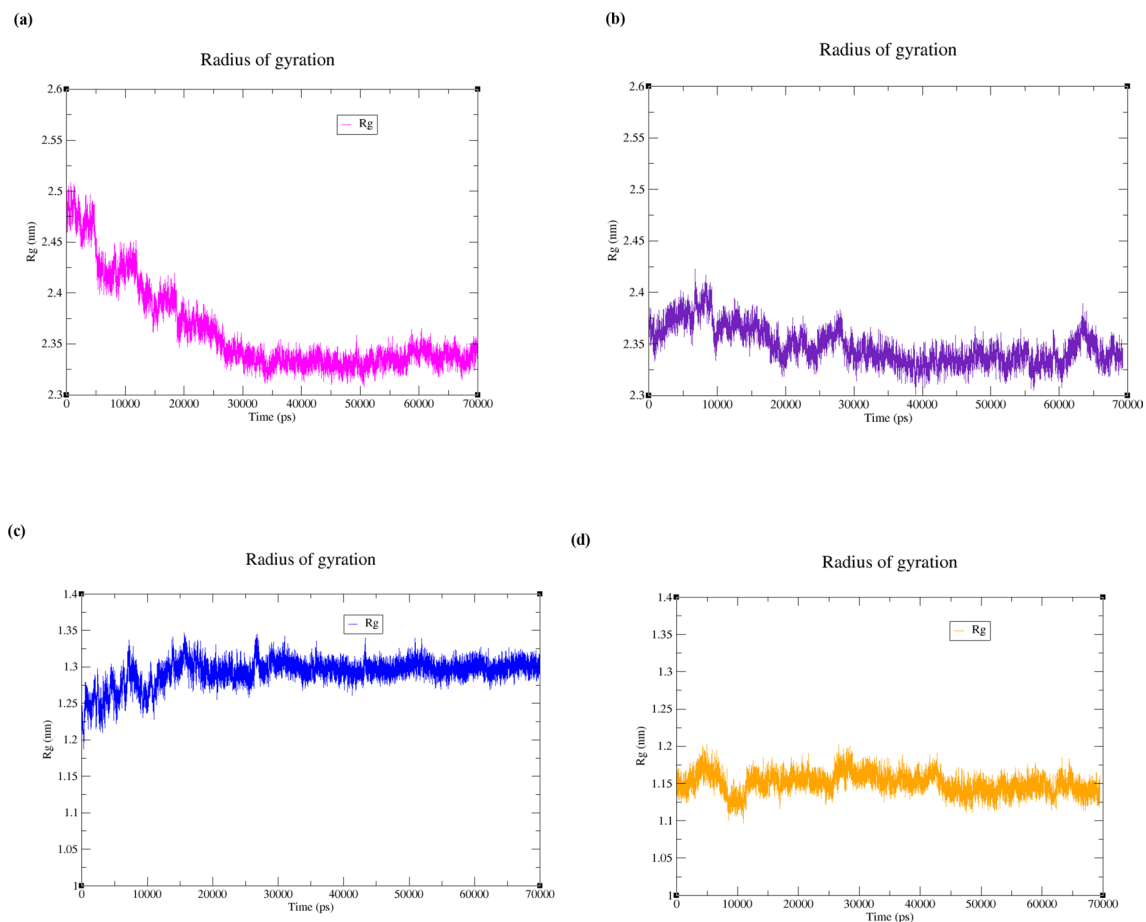 (a)
Radius of gyration
Rg
2.6
2.55
2.5
2.45
2.4
2.35
2.3
Rg (nm)
0 10000 20000 30000 40000 50000 60000 70000
Time (ps)
(b)
Radius of gyration
2.6
2.55
2.5
2.45
2.4
2.35
2.3
Rg (nm)
0 10000 20000 30000 40000 50000 60000 70000
Time (ps)
(c)
Radius of gyration
Rg
1.4
1.35
1.3
1.25
1.2
1.15
1.1
1.05
1
Rg (nm)
0 10000 20000 30000 40000 50000 60000 70000
Time (ps)
(d)
Radius of gyration
Rg
1.4
1.35
1.3
1.25
1.2
1.15
1.1
1.05
1
Rg (nm)
0 10000 20000 30000 40000 50000 60000 70000
Time (ps)